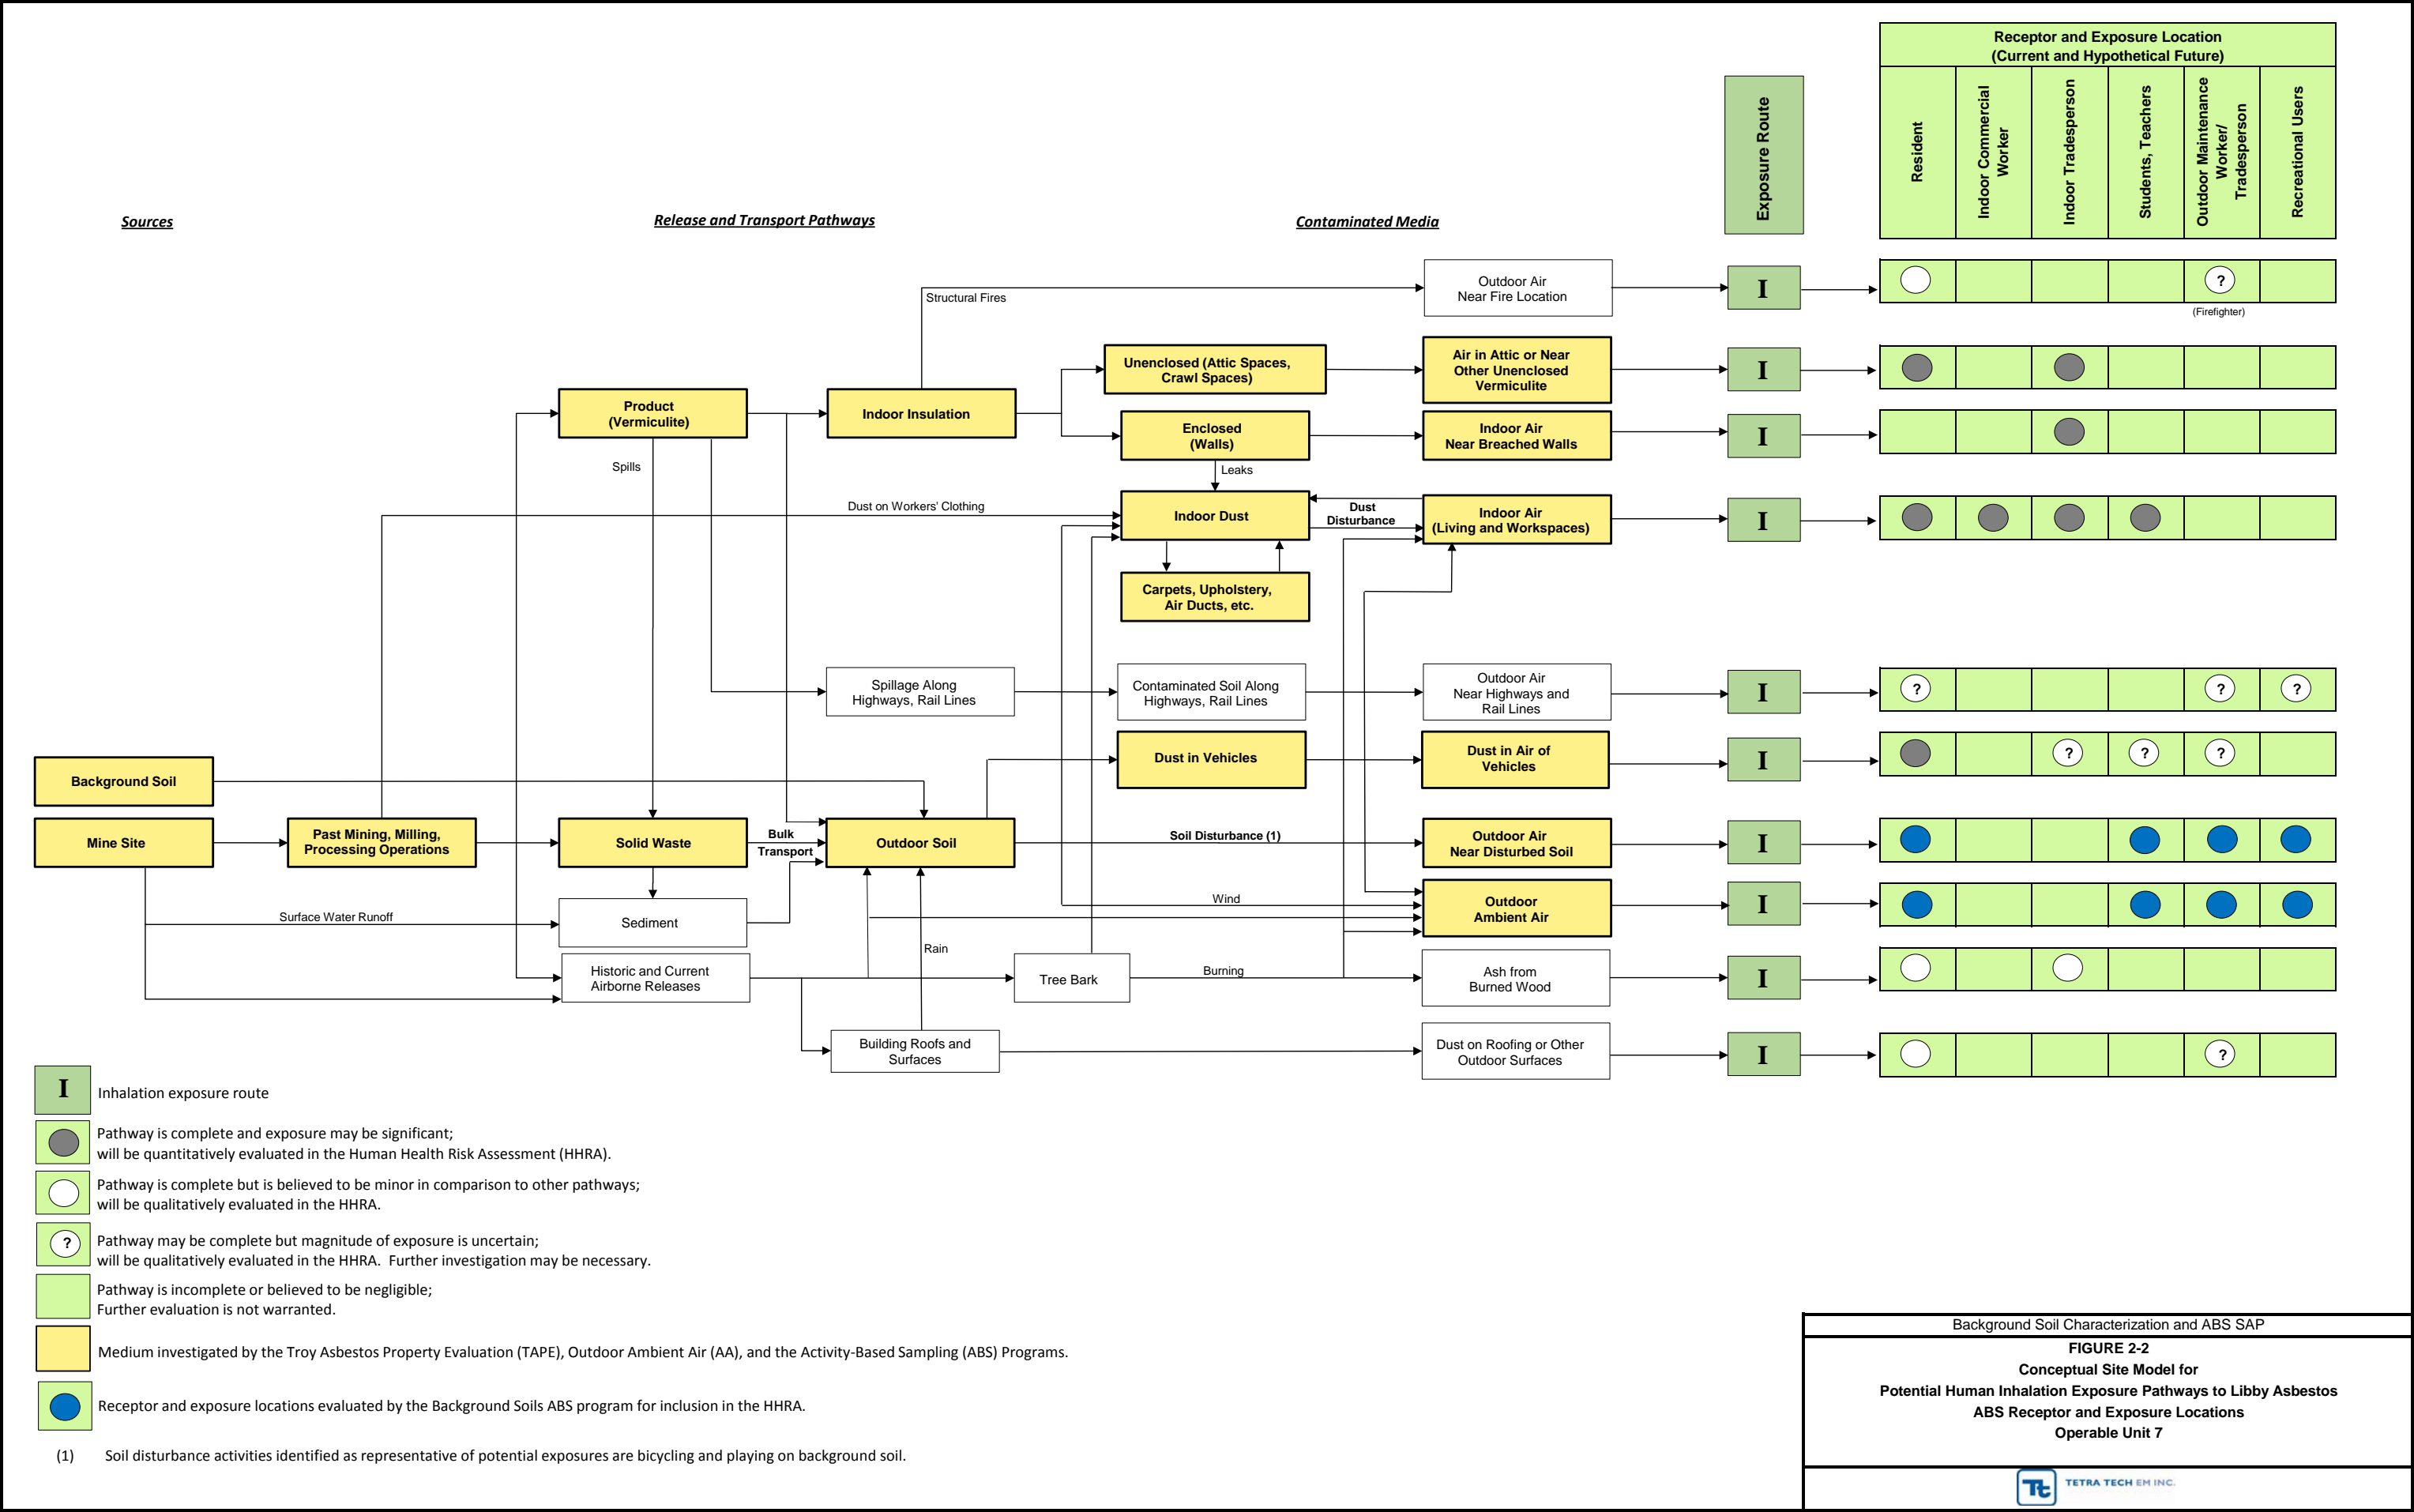 Receptor and Exposure Location
(Current and Hypothetical Future)
Exposure Route
Resident
Indoor Commercial
Worker
Indoor Tradesperson
Students, Teachers
Outdoor Maintenance
Worker/
Tradesperson
Recreational Users
Sources
Release and Transport Pathways
Contaminated Media
Structural Fires
Outdoor Air
Near Fire Location
I
?
(Firefighter)
Unenclosed (Attic Spaces,
Crawl Spaces)
Air in Attic or Near
Other Unenclosed
Vermiculite
I
Product
(Vermiculite)
Indoor Insulation
Enclosed
(Walls)
Indoor Air
Near Breached Walls
I
Spills
Leaks
Dust on Workers' Clothing
Indoor Dust
Dust
Disturbance
Indoor Air
(Living and Workspaces)
I
Carpets, Upholstery,
Air Ducts, etc.
Spillage Along
Highways, Rail Lines
Contaminated Soil Along
Highways, Rail Lines
Outdoor Air
Near Highways and
Rail Lines
I
?
?
?
Background Soil
Dust in Vehicles
Dust in Air of
Vehicles
I
?
?
?
Mine Site
Past Mining, Milling,
Processing Operations
Solid Waste
Bulk
Transport
Outdoor Soil
Soil Disturbance (1)
Outdoor Air
Near Disturbed Soil
I
Surface Water Runoff
Sediment
Wind
Outdoor
Ambient Air
I
Rain
Historic and Current
Airborne Releases
Tree Bark
Burning
Ash from
Burned Wood
I
Building Roofs and
Surfaces
Dust on Roofing or Other
Outdoor Surfaces
I
?
I
Inhalation exposure route
Pathway is complete and exposure may be significant;
will be quantitatively evaluated in the Human Health Risk Assessment (HHRA).
Pathway is complete but is believed to be minor in comparison to other pathways;
will be qualitatively evaluated in the HHRA.
?
Pathway may be complete but magnitude of exposure is uncertain;
will be qualitatively evaluated in the HHRA. Further investigation may be necessary.
Pathway is incomplete or believed to be negligible;
Further evaluation is not warranted.
Medium investigated by the Troy Asbestos Property Evaluation (TAPE), Outdoor Ambient Air (AA), and the Activity-Based Sampling (ABS) Programs.
Receptor and exposure locations evaluated by the Background Soils ABS program for inclusion in the HHRA.
(1) Soil disturbance activities identified as representative of potential exposures are bicycling and playing on background soil.
Background Soil Characterization and ABS SAP
FIGURE 2-2
Conceptual Site Model for
Potential Human Inhalation Exposure Pathways to Libby Asbestos
ABS Receptor and Exposure Locations
Operable Unit 7
Tt
TETRA TECH EM INC.